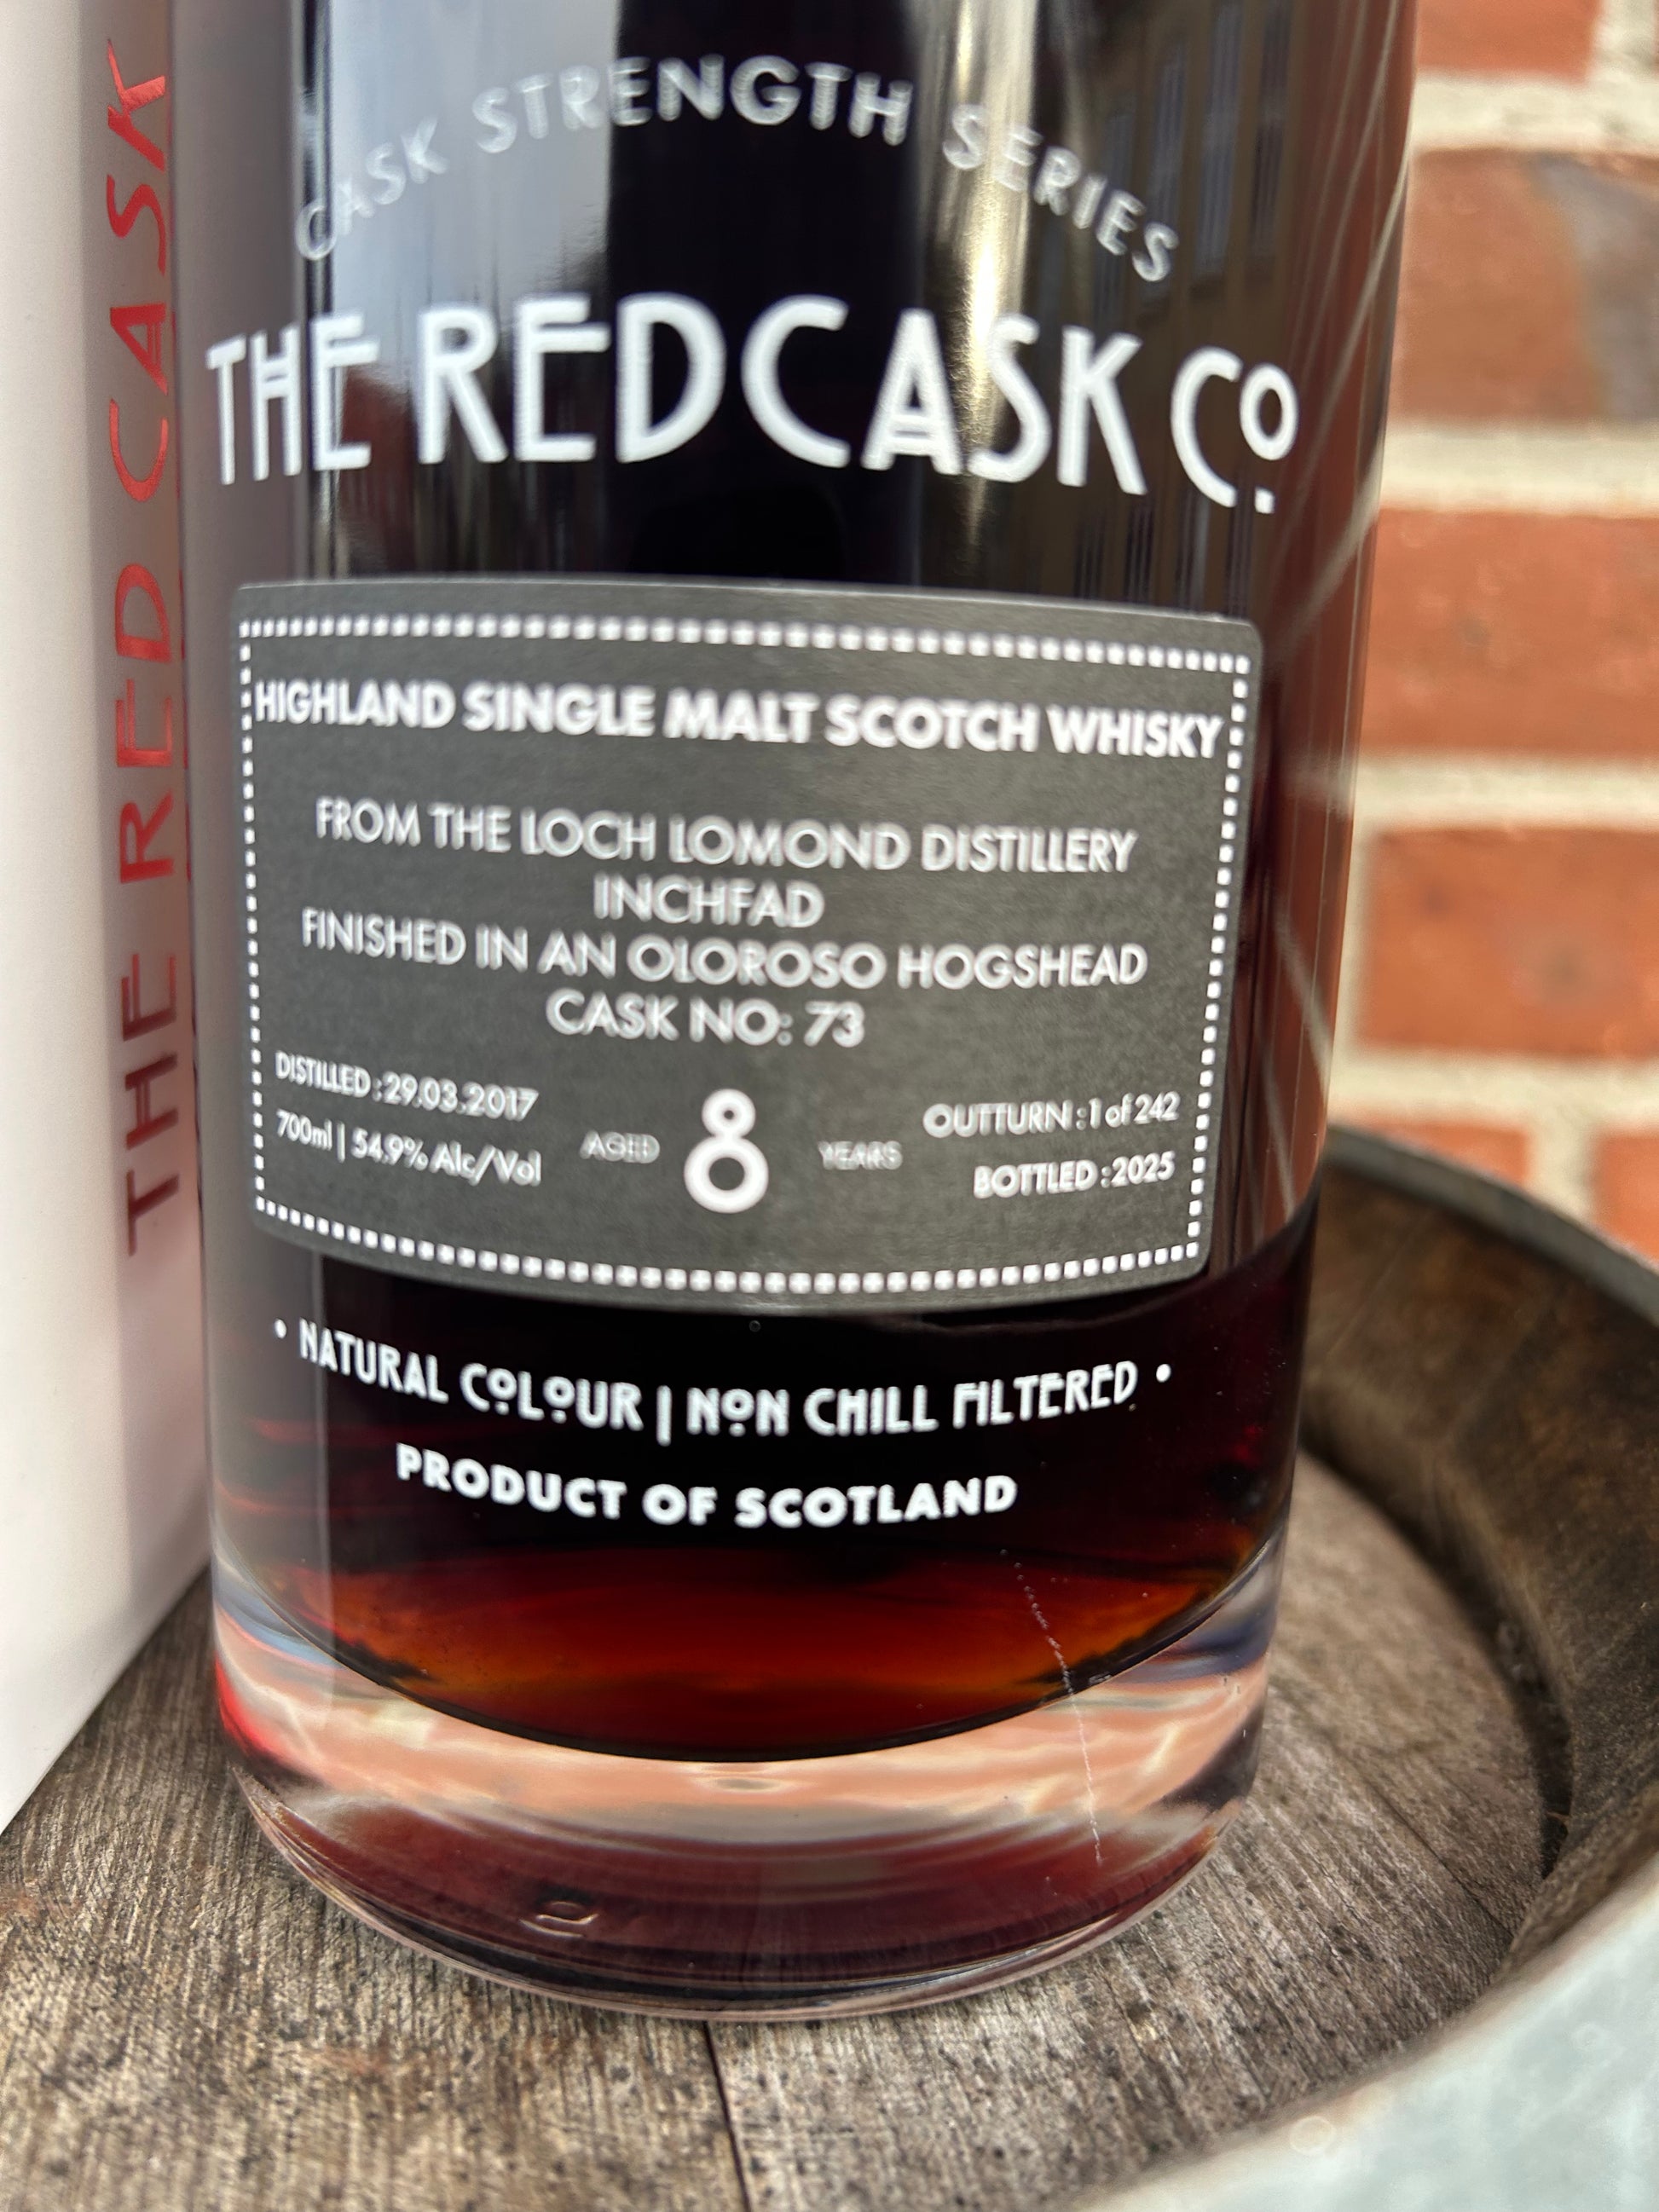 THE RED CASK
CASK STRENGTH SERIES
THE RED CASK Co.
HIGHLAND SINGLE MALT SCOTCH WHISKY
FROM THE LOCH LOMOND DISTILLERY
INCHFAD
FINISHED IN AN OLOROSO HOGSHEAD
CASK NO: 73
DISTILLED : 29.03.2017
700ml | 54.9% Alc/Vol
AGED 8 YEARS
OUTTURN : 1 of 242
BOTTLED : 2025
• NATURAL COLOUR | NON CHILL FILTERED •
PRODUCT OF SCOTLAND